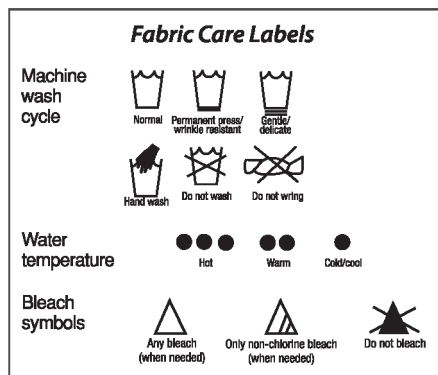 Fabric Care Labels
Machine
wash
cycle
Normal
Permanent press/
wrinkle resistant
Gentle/
delicate
Hand wash
Do not wash
Do not wring
Water
temperature
Hot
Warm
Cold/cool
Bleach
symbols
Any bleach
(when needed)
Only non-chlorine bleach
(when needed)
Do not bleach